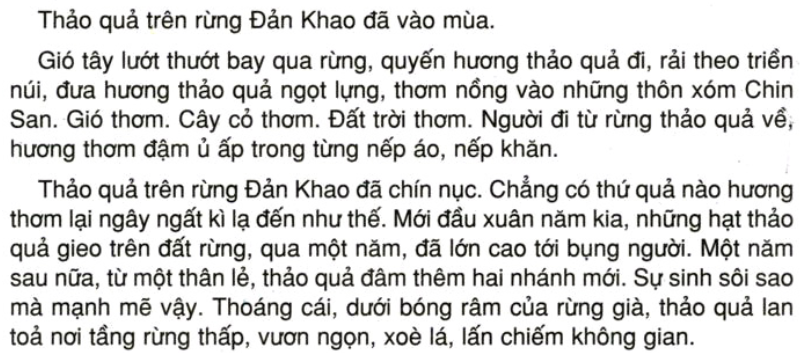 Thảo quả trên rừng Đản Khao đã vào mùa.
Gió tây lướt thướt bay qua rừng, quyến hương thảo quả đi, rải theo triền
núi, đưa hương thảo quả ngọt lựng, thơm nồng vào những thôn xóm Chin
San. Gió thơm. Cây cỏ thơm. Đất trời thơm. Người đi từ rừng thảo quả về,
hương thơm đậm ủ ấp trong từng nếp áo, nếp khăn.
Thảo quả trên rừng Đản Khao đã chín nục. Chẳng có thứ quả nào hương
thơm lại ngây ngất kì lạ đến như thế. Mới đầu xuân năm kia, những hạt thảo
quả gieo trên đất rừng, qua một năm, đã lớn cao tới bụng người. Một năm
sau nữa, từ một thân lẻ, thảo quả đâm thêm hai nhánh mới. Sự sinh sôi sao
mà mạnh mẽ vậy. Thoáng cái, dưới bóng râm của rừng già, thảo quả lan
toả nơi tầng rừng thấp, vươn ngọn, xoè lá, lấn chiếm không gian.